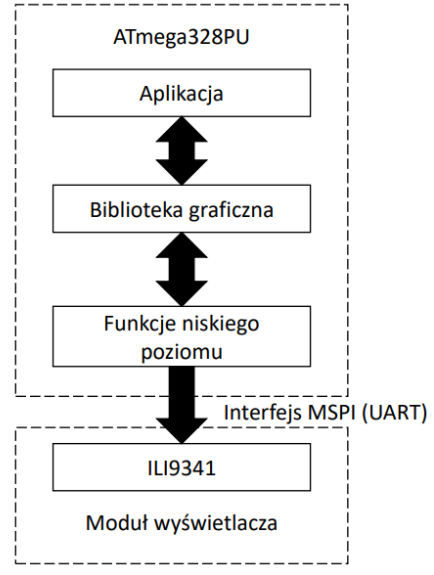 ATmega328PU
Aplikacja
Biblioteka graficzna
Funkcje niskiego
poziomu
Interfejs MSPI (UART)
ILI9341
Moduł wyświetlacza